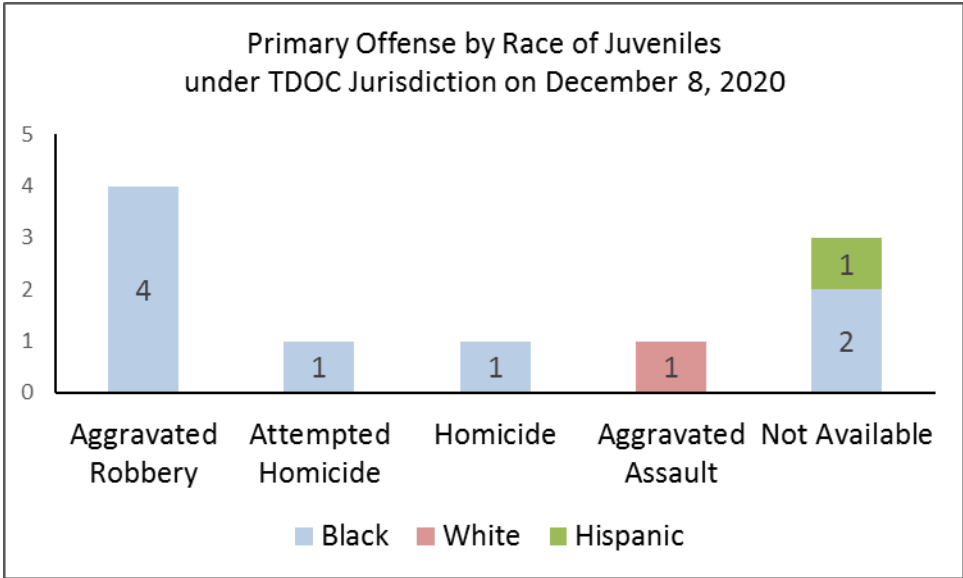 Primary Offense by Race of Juveniles
under TDOC Jurisdiction on December 8, 2020
5
4
3
2
1
0
4
1
1
1
1
2
Aggravated Robbery
Attempted Homicide
Homicide
Aggravated Assault
Not Available
Black White Hispanic